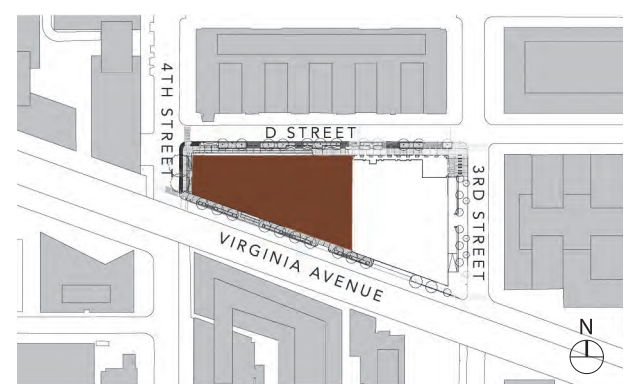 D STREET
4TH STREET
3RD STREET
VIRGINIA AVENUE
N